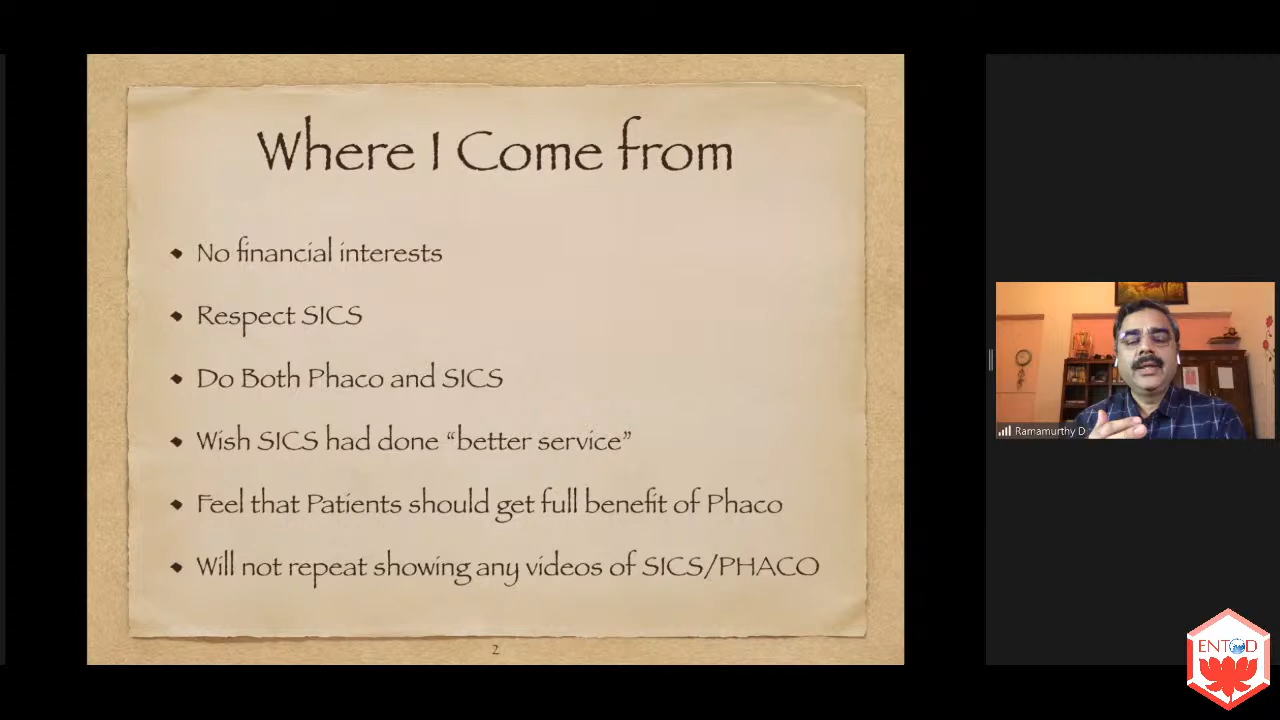 Where I Come from
No financial interests
Respect SICS
Do Both Phaco and SICS
Wish SICS had done “better service”
Feel that Patients should get full benefit of Phaco
Will not repeat showing any videos of SICS/PHACO
2
Ramamurthy D
ENTOD